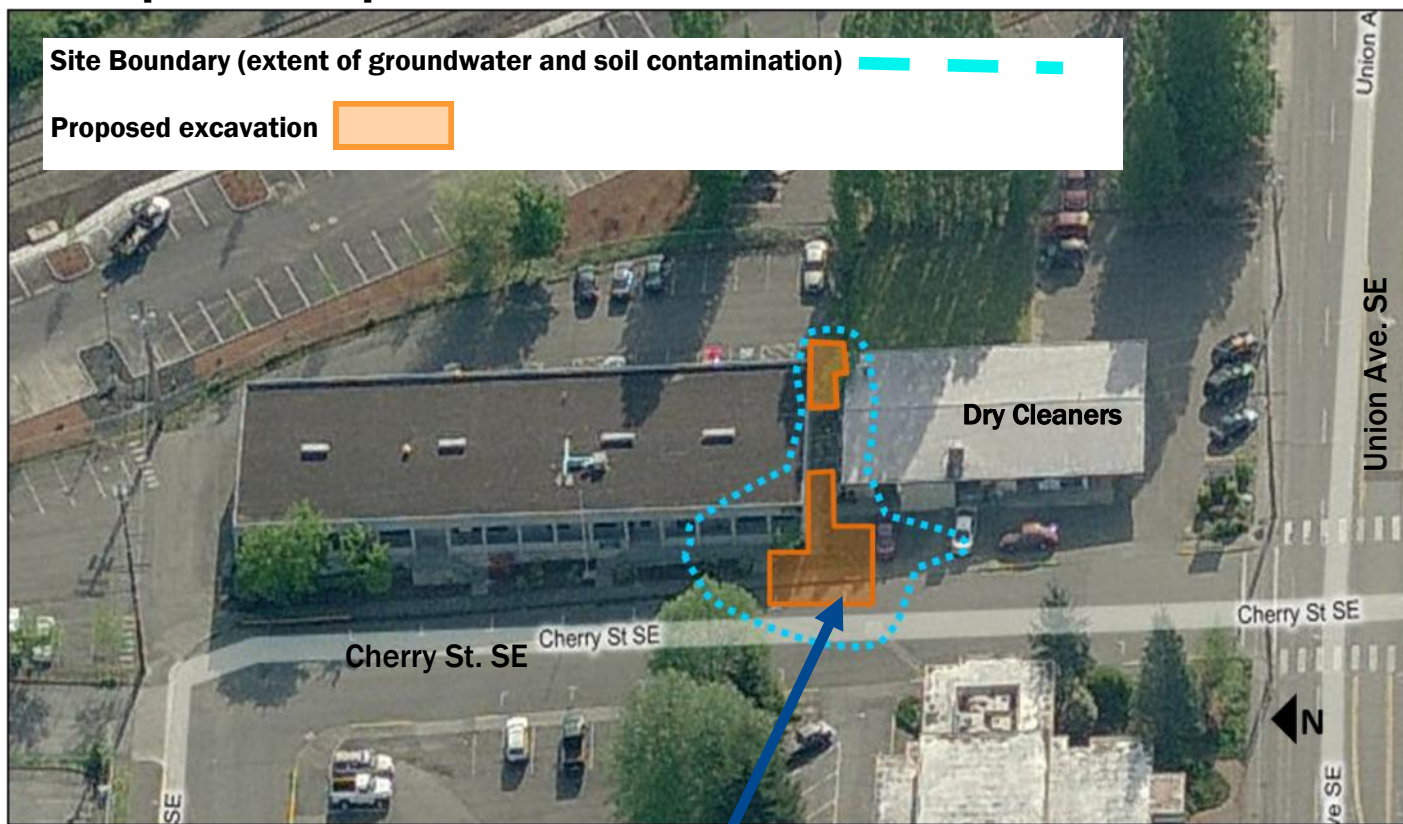 Site Boundary (extent of groundwater and soil contamination)
Proposed excavation
Union A
Union Ave. SE
Dry Cleaners
Cherry St SE
Cherry St SE
Cherry St. SE
N
SE
ve SE